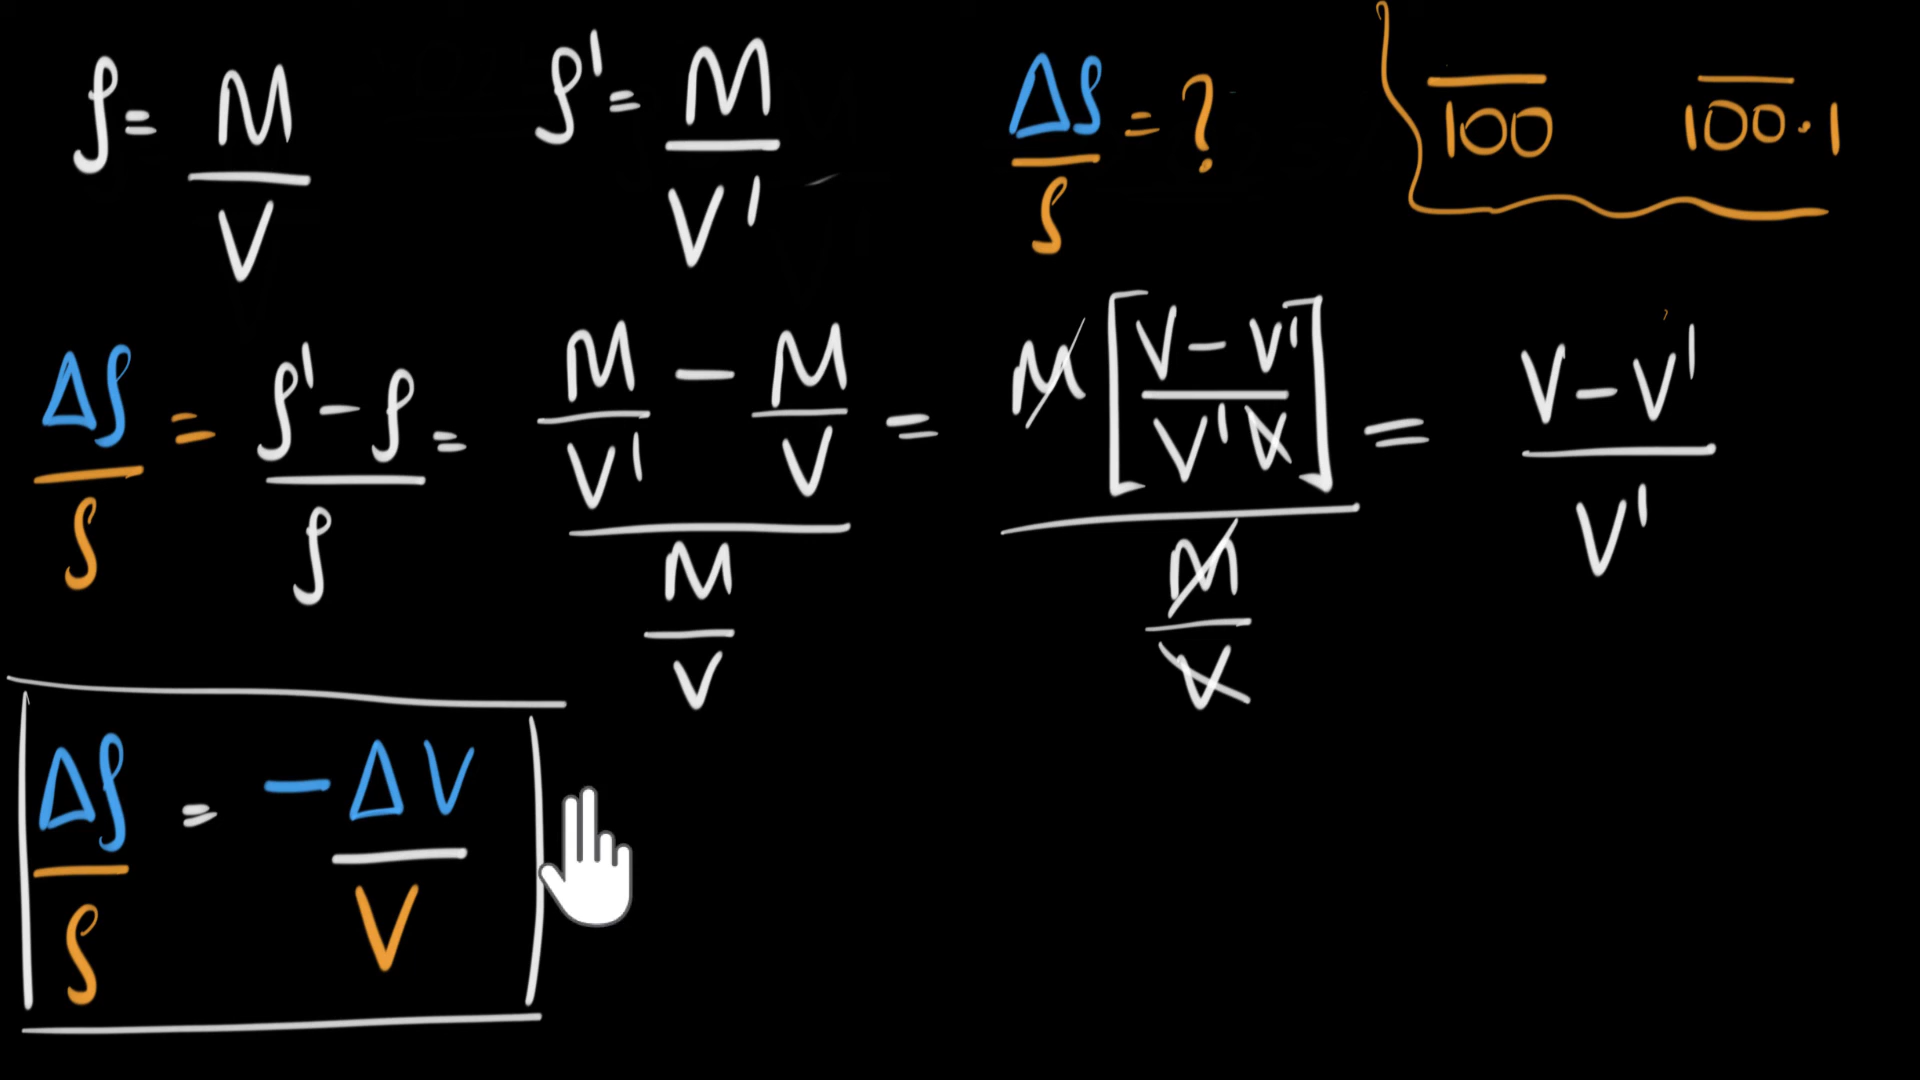 ρ = M/V ρ' = M/V' Δρ/ρ = ? —/100 —/100.1
Δρ/ρ = (ρ' - ρ)/ρ = (M/V' - M/V)/(M/V) = M[(V - V')/(V'V)]/(M/V) = (V - V')/V'
Δρ/ρ = -ΔV/V